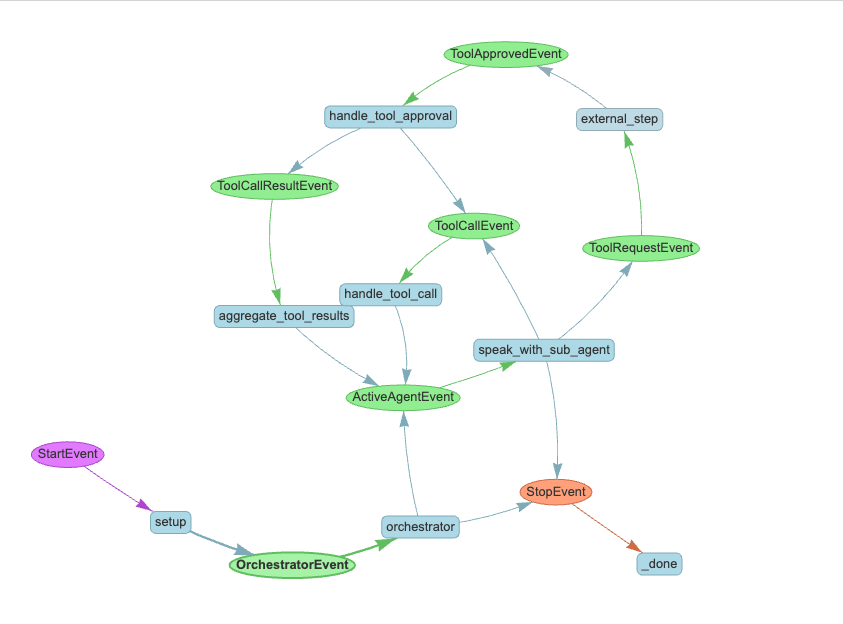 ToolApprovedEvent
handle_tool_approval
external_step
ToolCallResultEvent
ToolCallEvent
ToolRequestEvent
handle_tool_call
aggregate_tool_results
speak_with_sub_agent
ActiveAgentEvent
StartEvent
StopEvent
setup
orchestrator
OrchestratorEvent
_done